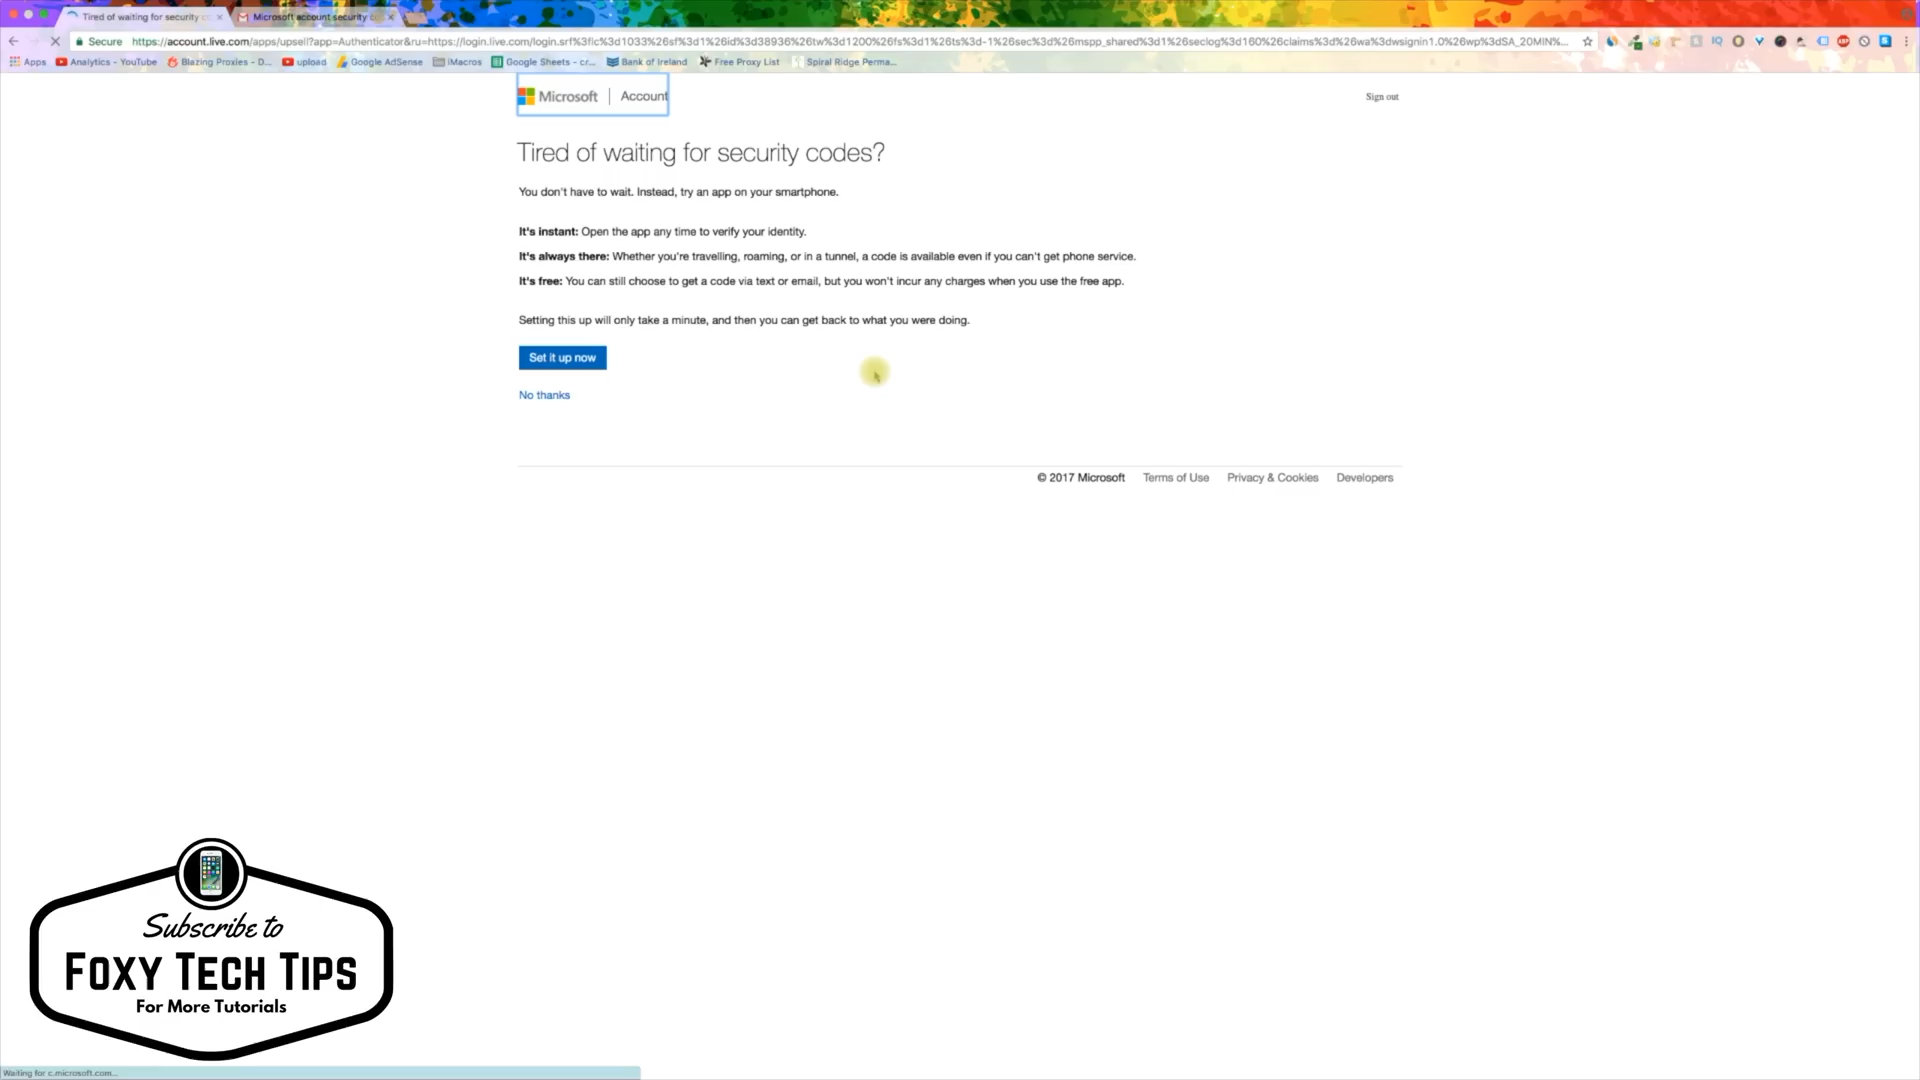 Tired of waiting for security c
Microsoft account security c
Secure https://account.live.com/apps/upsell?app=Authenticator&ru=https://login.live.com/login.srf%3flc%3d1033%26sf%3d1%26id%3d38936%26tw%3d1200%26fs%3d1%26ts%3d-1%26sec%3d%26mspp_shared%3d1%26seclog%3d160%26claims%3d%26wa%3dwsignin1.0%26wp%3dSA_20MIN%...
Apps Analytics - YouTube Blazing Proxies - D... upload Google AdSense iMacros Google Sheets - cr... Bank of Ireland Free Proxy List Spiral Ridge Perma...
Microsoft | Account
Sign out
Tired of waiting for security codes?
You don't have to wait. Instead, try an app on your smartphone.
It's instant: Open the app any time to verify your identity.
It's always there: Whether you're travelling, roaming, or in a tunnel, a code is available even if you can't get phone service.
It's free: You can still choose to get a code via text or email, but you won't incur any charges when you use the free app.
Setting this up will only take a minute, and then you can get back to what you were doing.
Set it up now
No thanks
© 2017 Microsoft Terms of Use Privacy & Cookies Developers
Subscribe to
Foxy Tech Tips
For More Tutorials
Waiting for c.microsoft.com...